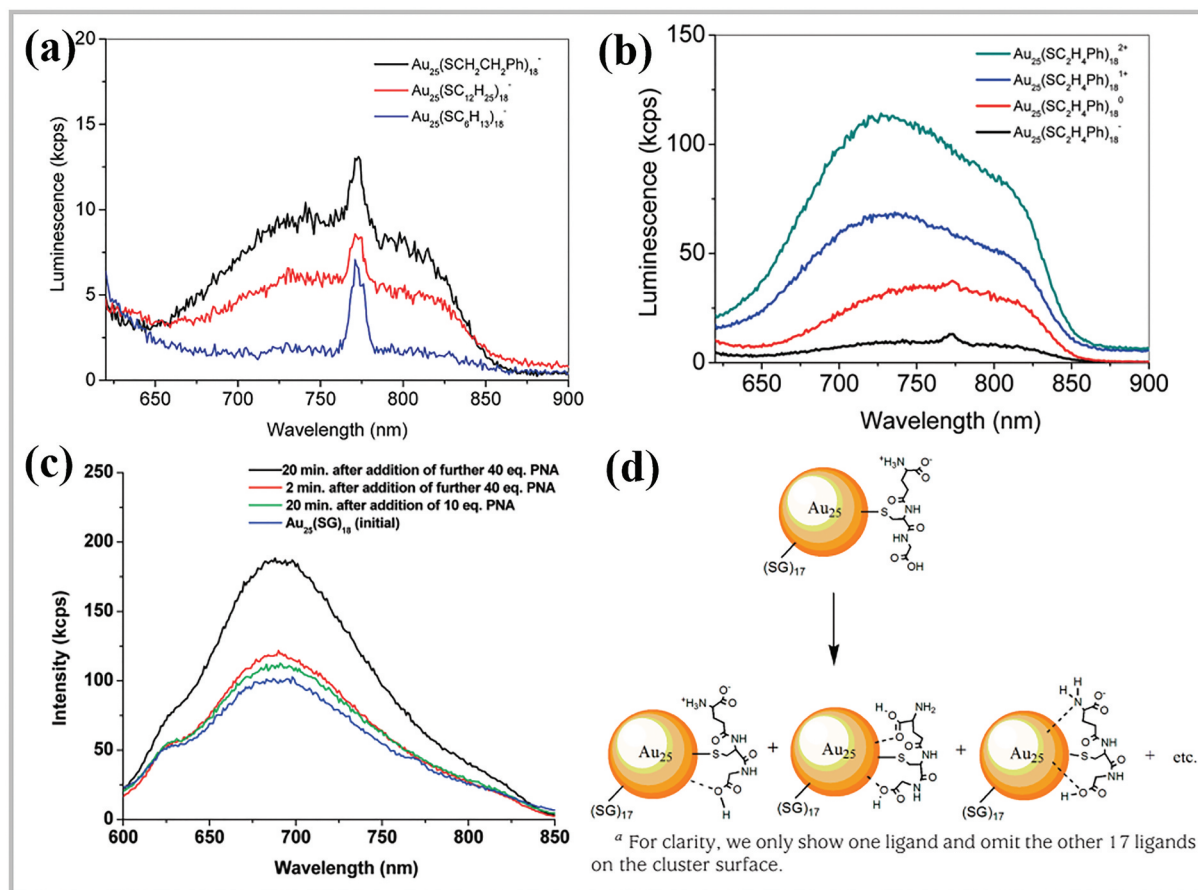 (a)
20
15
10
5
0
Luminescence (kcps)
Au25(SCH2CH2Ph)18-
Au25(SC12H25)18-
Au25(SC6H13)18-
650 700 750 800 850 900
Wavelength (nm)
(b)
150
100
50
0
Luminescence (kcps)
Au25(SC2H4Ph)18 2+
Au25(SC2H4Ph)18 1+
Au25(SC2H4Ph)18 0
Au25(SC2H4Ph)18 -
650 700 750 800 850 900
Wavelength (nm)
(c)
250
200
150
100
50
0
Intensity (kcps)
20 min. after addition of further 40 eq. PNA
2 min. after addition of further 40 eq. PNA
20 min. after addition of 10 eq. PNA
Au25(SG)18 (initial)
600 650 700 750 800 850
Wavelength (nm)
(d)
+H3N O O-
Au25 S NH O
NH O
O OH
(SG)17
+H3N O O-
Au25 S NH O
NH O
O O H
(SG)17
+
H O O NH2
Au25 S NH O
H O O N H O
(SG)17
+
H H N O O-
Au25 S NH O
NH O
H O O
(SG)17
+ etc.
a For clarity, we only show one ligand and omit the other 17 ligands
on the cluster surface.